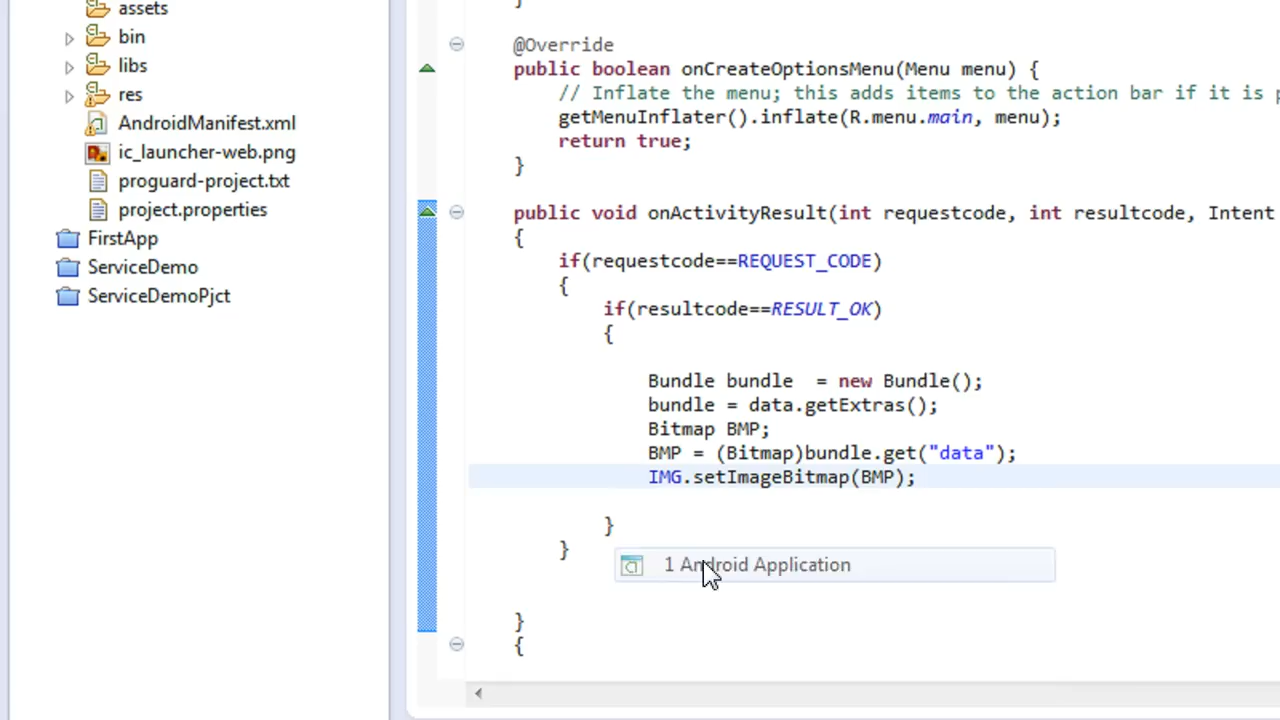 assets
bin
libs
res
AndroidManifest.xml
ic_launcher-web.png
proguard-project.txt
project.properties
FirstApp
ServiceDemo
ServiceDemoPjct
}
@Override
public boolean onCreateOptionsMenu(Menu menu) {
// Inflate the menu; this adds items to the action bar if it is p
getMenuInflater().inflate(R.menu.main, menu);
return true;
}
public void onActivityResult(int requestcode, int resultcode, Intent
{
if(requestcode==REQUEST_CODE)
{
if(resultcode==RESULT_OK)
{
Bundle bundle  = new Bundle();
bundle = data.getExtras();
Bitmap BMP;
BMP = (Bitmap)bundle.get("data");
IMG.setImageBitmap(BMP);
}
}
1 Android Application
}
{